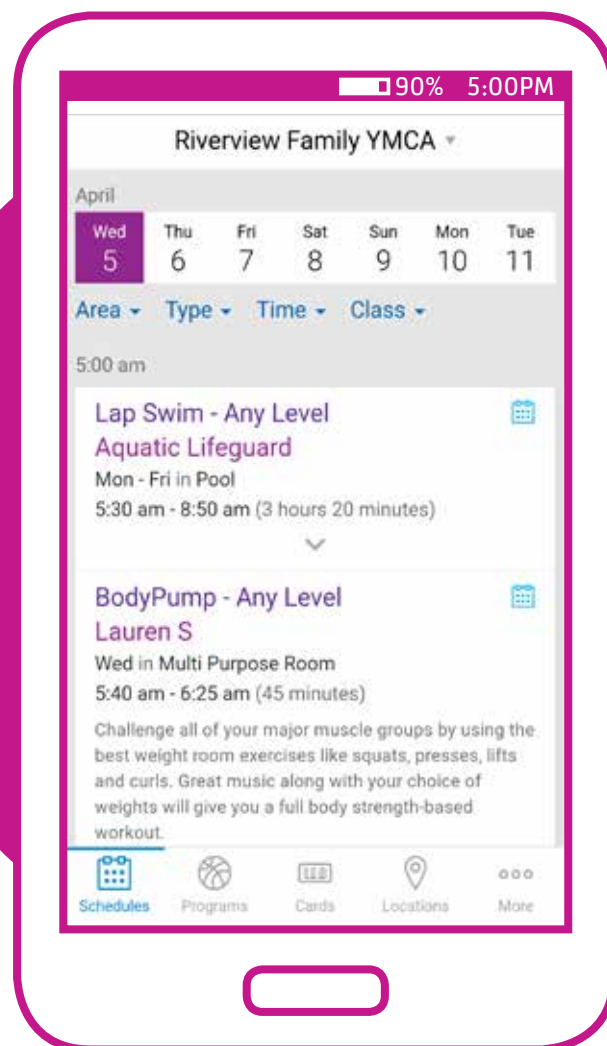 90% 5:00PM
Riverview Family YMCA
April
Wed Thu Fri Sat Sun Mon Tue
5 6 7 8 9 10 11
Area Type Time Class
5:00 am
Lap Swim - Any Level
Aquatic Lifeguard
Mon - Fri in Pool
5:30 am - 8:50 am (3 hours 20 minutes)
BodyPump - Any Level
Lauren S
Wed in Multi Purpose Room
5:40 am - 6:25 am (45 minutes)
Challenge all of your major muscle groups by using the
best weight room exercises like squats, presses, lifts
and curls. Great music along with your choice of
weights will give you a full body strength-based
workout.
Schedules Programs Cards Locations More